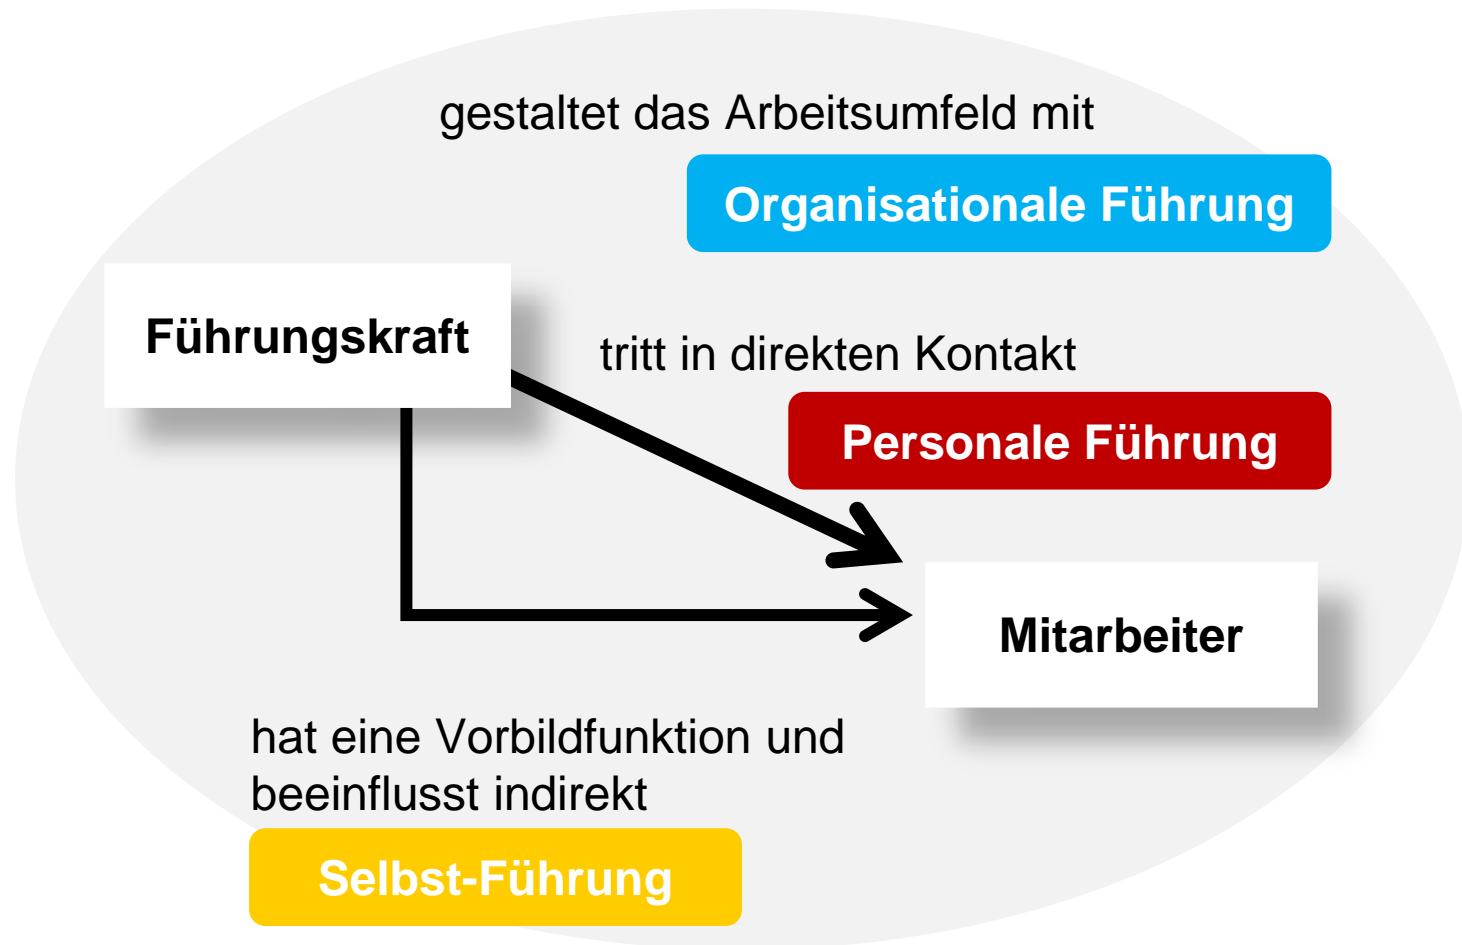 gestaltet das Arbeitsumfeld mit
Organisationale Führung
Führungskraft
tritt in direkten Kontakt
Personale Führung
Mitarbeiter
hat eine Vorbildfunktion und
beeinflusst indirekt
Selbst-Führung